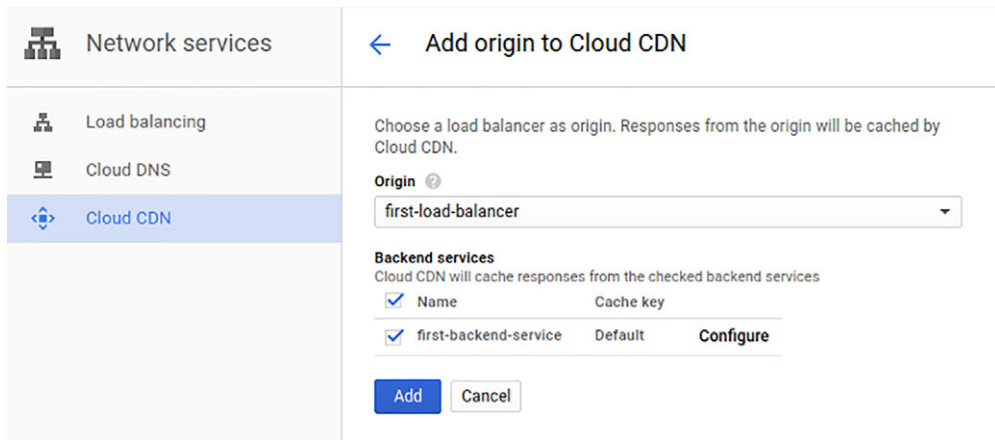 Network services
Add origin to Cloud CDN
Load balancing
Cloud DNS
Cloud CDN
Choose a load balancer as origin. Responses from the origin will be cached by
Cloud CDN.
Origin ?
first-load-balancer
Backend services
Cloud CDN will cache responses from the checked backend services
Name Cache key
first-backend-service Default Configure
Add Cancel